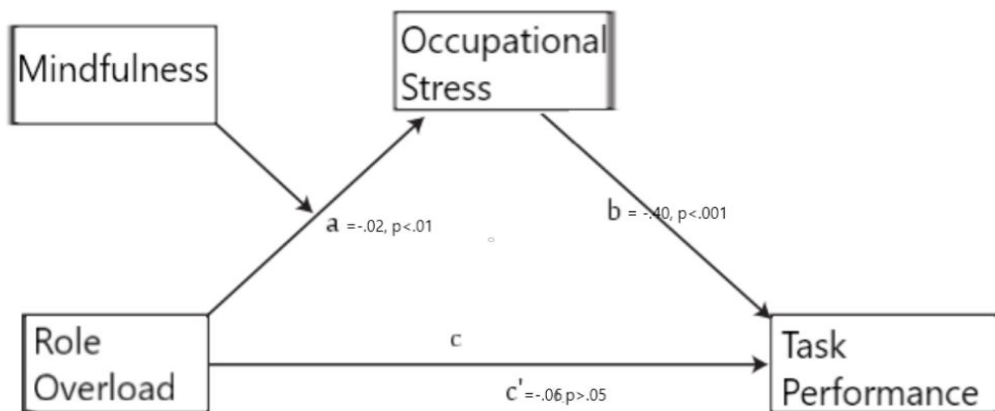 Mindfulness
Occupational
Stress
a =-.02, p<.01
b = -.40, p<.001
Role
Overload
c
c'=-.06 p>.05
Task
Performance